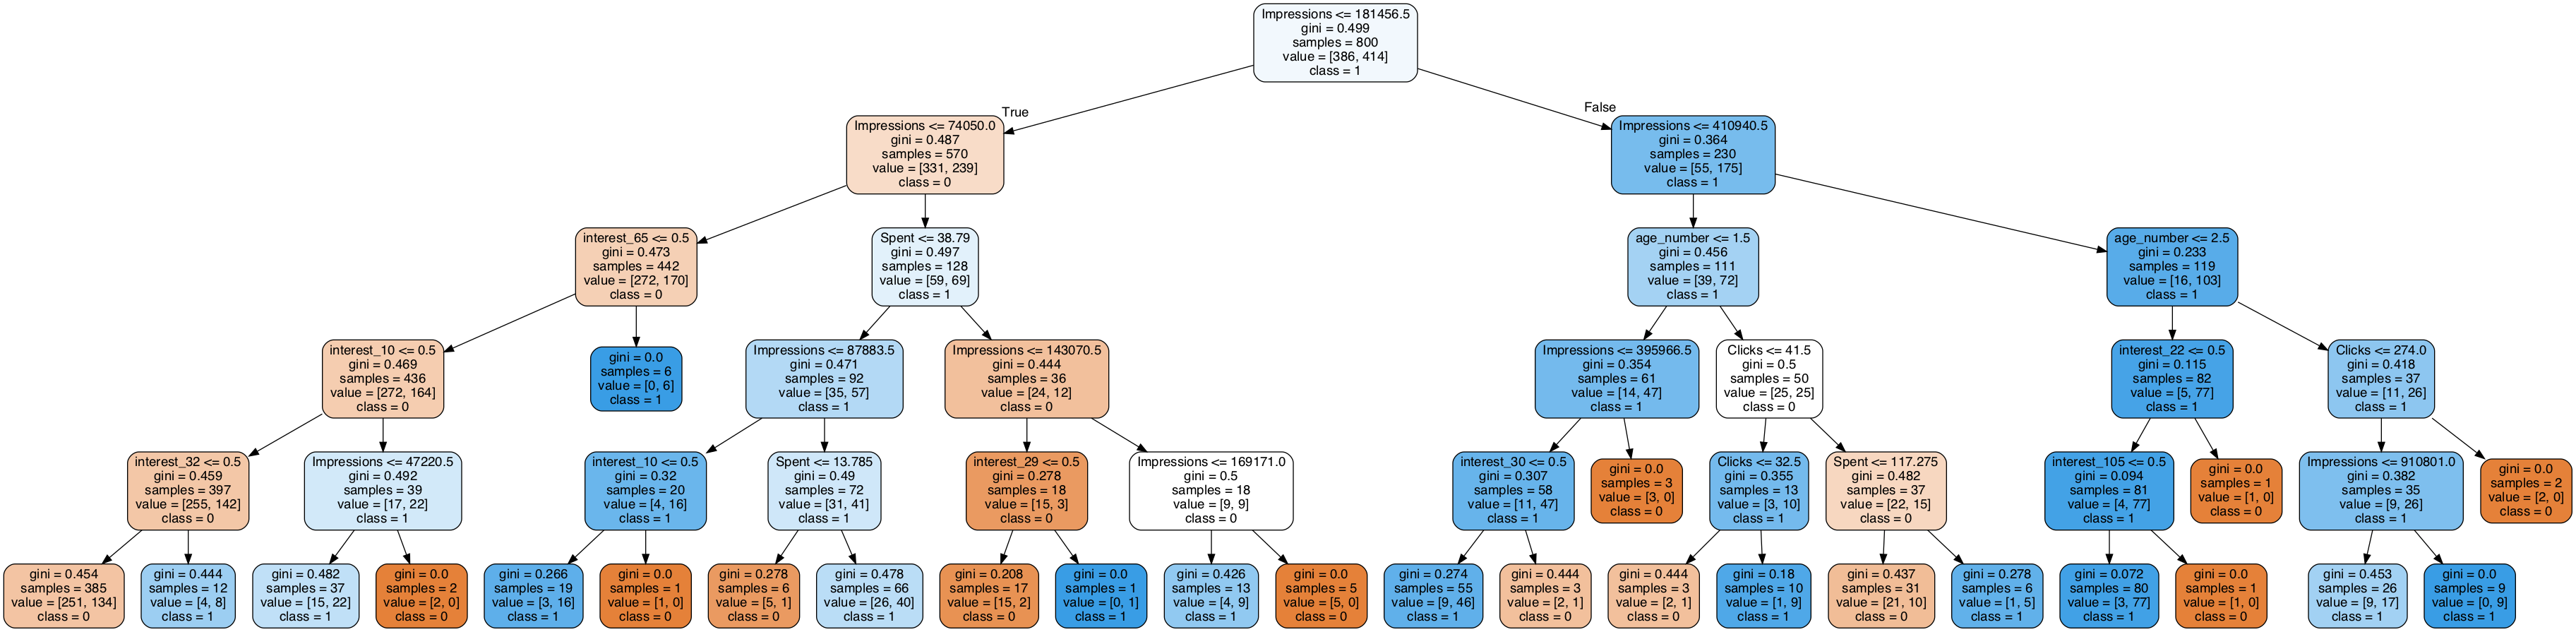 Impressions <= 181456.5
gini = 0.499
samples = 800
value = [386, 414]
class = 1
True
False
Impressions <= 74050.0
gini = 0.487
samples = 570
value = [331, 239]
class = 0
Impressions <= 410940.5
gini = 0.364
samples = 230
value = [55, 175]
class = 1
interest_65 <= 0.5
gini = 0.473
samples = 442
value = [272, 170]
class = 0
Spent <= 38.79
gini = 0.497
samples = 128
value = [59, 69]
class = 1
age_number <= 1.5
gini = 0.456
samples = 111
value = [39, 72]
class = 1
age_number <= 2.5
gini = 0.233
samples = 119
value = [16, 103]
class = 1
interest_10 <= 0.5
gini = 0.469
samples = 436
value = [272, 164]
class = 0
gini = 0.0
samples = 6
value = [0, 6]
class = 1
Impressions <= 87883.5
gini = 0.471
samples = 92
value = [35, 57]
class = 1
Impressions <= 143070.5
gini = 0.444
samples = 36
value = [24, 12]
class = 0
Impressions <= 395966.5
gini = 0.354
samples = 61
value = [14, 47]
class = 1
Clicks <= 41.5
gini = 0.5
samples = 50
value = [25, 25]
class = 0
interest_22 <= 0.5
gini = 0.115
samples = 82
value = [5, 77]
class = 1
Clicks <= 274.0
gini = 0.418
samples = 37
value = [11, 26]
class = 1
interest_32 <= 0.5
gini = 0.459
samples = 397
value = [255, 142]
class = 0
Impressions <= 47220.5
gini = 0.492
samples = 39
value = [17, 22]
class = 1
interest_10 <= 0.5
gini = 0.32
samples = 20
value = [4, 16]
class = 1
Spent <= 13.785
gini = 0.49
samples = 72
value = [31, 41]
class = 1
interest_29 <= 0.5
gini = 0.278
samples = 18
value = [15, 3]
class = 0
Impressions <= 169171.0
gini = 0.5
samples = 18
value = [9, 9]
class = 0
interest_30 <= 0.5
gini = 0.307
samples = 58
value = [11, 47]
class = 1
gini = 0.0
samples = 3
value = [3, 0]
class = 0
Clicks <= 32.5
gini = 0.355
samples = 13
value = [3, 10]
class = 1
Spent <= 117.275
gini = 0.482
samples = 37
value = [22, 15]
class = 0
interest_105 <= 0.5
gini = 0.094
samples = 81
value = [4, 77]
class = 1
gini = 0.0
samples = 1
value = [1, 0]
class = 0
Impressions <= 910801.0
gini = 0.382
samples = 35
value = [9, 26]
class = 1
gini = 0.0
samples = 2
value = [2, 0]
class = 0
gini = 0.454
samples = 385
value = [251, 134]
class = 0
gini = 0.444
samples = 12
value = [4, 8]
class = 1
gini = 0.482
samples = 37
value = [15, 22]
class = 1
gini = 0.0
samples = 2
value = [2, 0]
class = 0
gini = 0.266
samples = 19
value = [3, 16]
class = 1
gini = 0.0
samples = 1
value = [1, 0]
class = 0
gini = 0.278
samples = 6
value = [5, 1]
class = 0
gini = 0.478
samples = 66
value = [26, 40]
class = 1
gini = 0.208
samples = 17
value = [15, 2]
class = 0
gini = 0.0
samples = 1
value = [0, 1]
class = 1
gini = 0.426
samples = 13
value = [4, 9]
class = 1
gini = 0.0
samples = 5
value = [5, 0]
class = 0
gini = 0.274
samples = 55
value = [9, 46]
class = 1
gini = 0.444
samples = 3
value = [2, 1]
class = 0
gini = 0.444
samples = 3
value = [2, 1]
class = 0
gini = 0.18
samples = 10
value = [1, 9]
class = 1
gini = 0.437
samples = 31
value = [21, 10]
class = 0
gini = 0.278
samples = 6
value = [1, 5]
class = 1
gini = 0.072
samples = 80
value = [3, 77]
class = 1
gini = 0.0
samples = 1
value = [1, 0]
class = 0
gini = 0.453
samples = 26
value = [9, 17]
class = 1
gini = 0.0
samples = 9
value = [0, 9]
class = 1